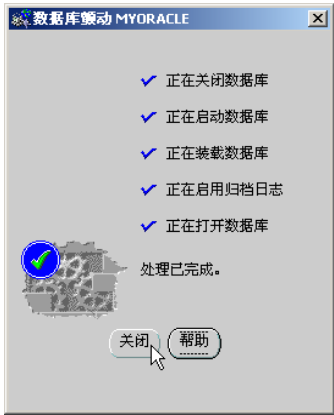 数据库颤动 MYORACLE
正在关闭数据库
正在启动数据库
正在装载数据库
正在启用归档日志
正在打开数据库
处理已完成。
关闭
帮助